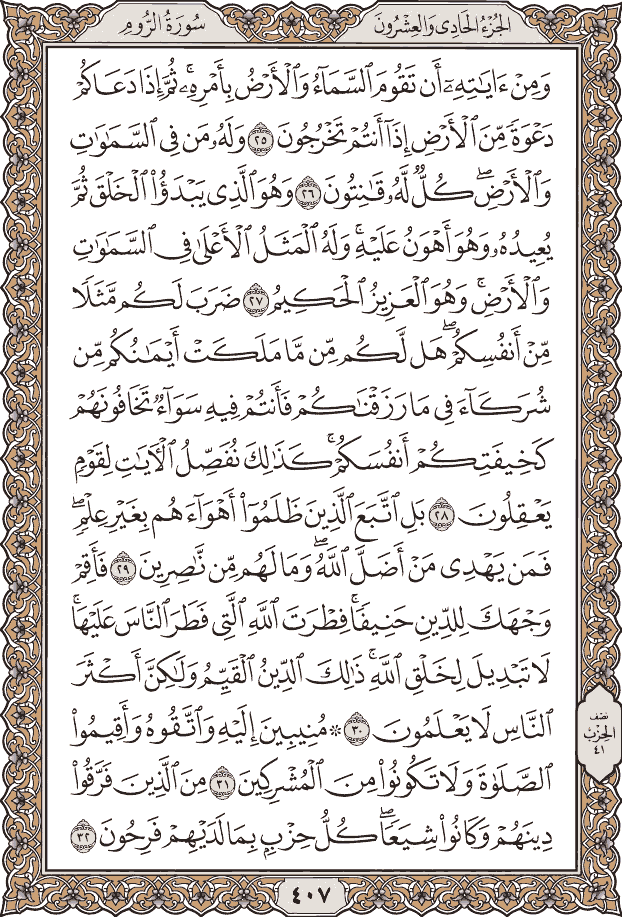 الجُزْءُ الحَادِي وَالعِشْرُونَ
سُورَةُ الرُّومِ
وَمِنْ ءَايَٰتِهِۦٓ أَن تَقُومَ ٱلسَّمَآءُ وَٱلْأَرْضُ بِأَمْرِهِۦ ۚ ثُمَّ إِذَا دَعَاكُمْ
دَعْوَةً مِّنَ ٱلْأَرْضِ إِذَآ أَنتُمْ تَخْرُجُونَ ٢٥ وَلَهُۥ مَن فِى ٱلسَّمَٰوَٰتِ
وَٱلْأَرْضِ ۖ كُلٌّ لَّهُۥ قَٰنِتُونَ ٢٦ وَهُوَ ٱلَّذِى يَبْدَؤُا۟ ٱلْخَلْقَ ثُمَّ
يُعِيدُهُۥ وَهُوَ أَهْوَنُ عَلَيْهِ ۚ وَلَهُ ٱلْمَثَلُ ٱلْأَعْلَىٰ فِى ٱلسَّمَٰوَٰتِ
وَٱلْأَرْضِ ۚ وَهُوَ ٱلْعَزِيزُ ٱلْحَكِيمُ ٢٧ ضَرَبَ لَكُم مَّثَلًا
مِّنْ أَنفُسِكُمْ ۖ هَل لَّكُم مِّن مَّا مَلَكَتْ أَيْمَٰنُكُم مِّن
شُرَكَآءَ فِى مَا رَزَقْنَٰكُمْ فَأَنتُمْ فِيهِ سَوَآءٌ تَخَافُونَهُمْ
كَخِيفَتِكُمْ أَنفُسَكُمْ ۚ كَذَٰلِكَ نُفَصِّلُ ٱلْءَايَٰتِ لِقَوْمٍ
يَعْقِلُونَ ٢٨ بَلِ ٱتَّبَعَ ٱلَّذِينَ ظَلَمُوٓا۟ أَهْوَآءَهُم بِغَيْرِ عِلْمٍ ۖ
فَمَن يَهْدِى مَنْ أَضَلَّ ٱللَّهُ ۖ وَمَا لَهُم مِّن نَّٰصِرِينَ ٢٩ فَأَقِمْ
وَجْهَكَ لِلدِّينِ حَنِيفًا ۚ فِطْرَتَ ٱللَّهِ ٱلَّتِى فَطَرَ ٱلنَّاسَ عَلَيْهَا ۚ
لَا تَبْدِيلَ لِخَلْقِ ٱللَّهِ ۚ ذَٰلِكَ ٱلدِّينُ ٱلْقَيِّمُ وَلَٰكِنَّ أَكْثَرَ
ٱلنَّاسِ لَا يَعْلَمُونَ ٣٠ ۞ مُنِيبِينَ إِلَيْهِ وَٱتَّقُوهُ وَأَقِيمُوا۟
ٱلصَّلَوٰةَ وَلَا تَكُونُوا۟ مِنَ ٱلْمُشْرِكِينَ ٣١ مِنَ ٱلَّذِينَ فَرَّقُوا۟
دِينَهُمْ وَكَانُوا۟ شِيَعًا ۖ كُلُّ حِزْبٍۭ بِمَا لَدَيْهِمْ فَرِحُونَ ٣٢
نصف
الحزب
٤١
٤٠٧